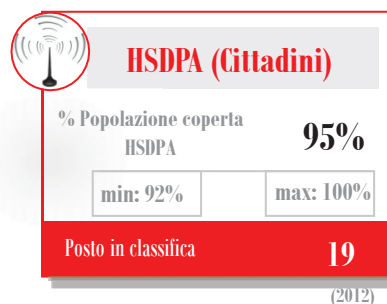 HSDPA (Cittadini)
% Popolazione coperta
HSDPA
95%
min: 92%
max: 100%
Posto in classifica
19
(2012)